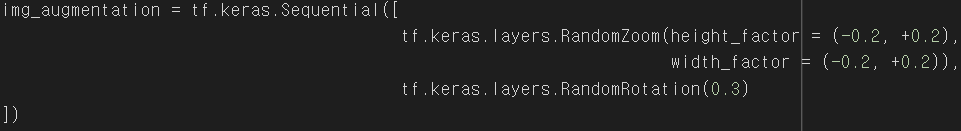 img_augmentation = tf.keras.Sequential([
tf.keras.layers.RandomZoom(height_factor = (-0.2, +0.2),
width_factor = (-0.2, +0.2)),
tf.keras.layers.RandomRotation(0.3)
])